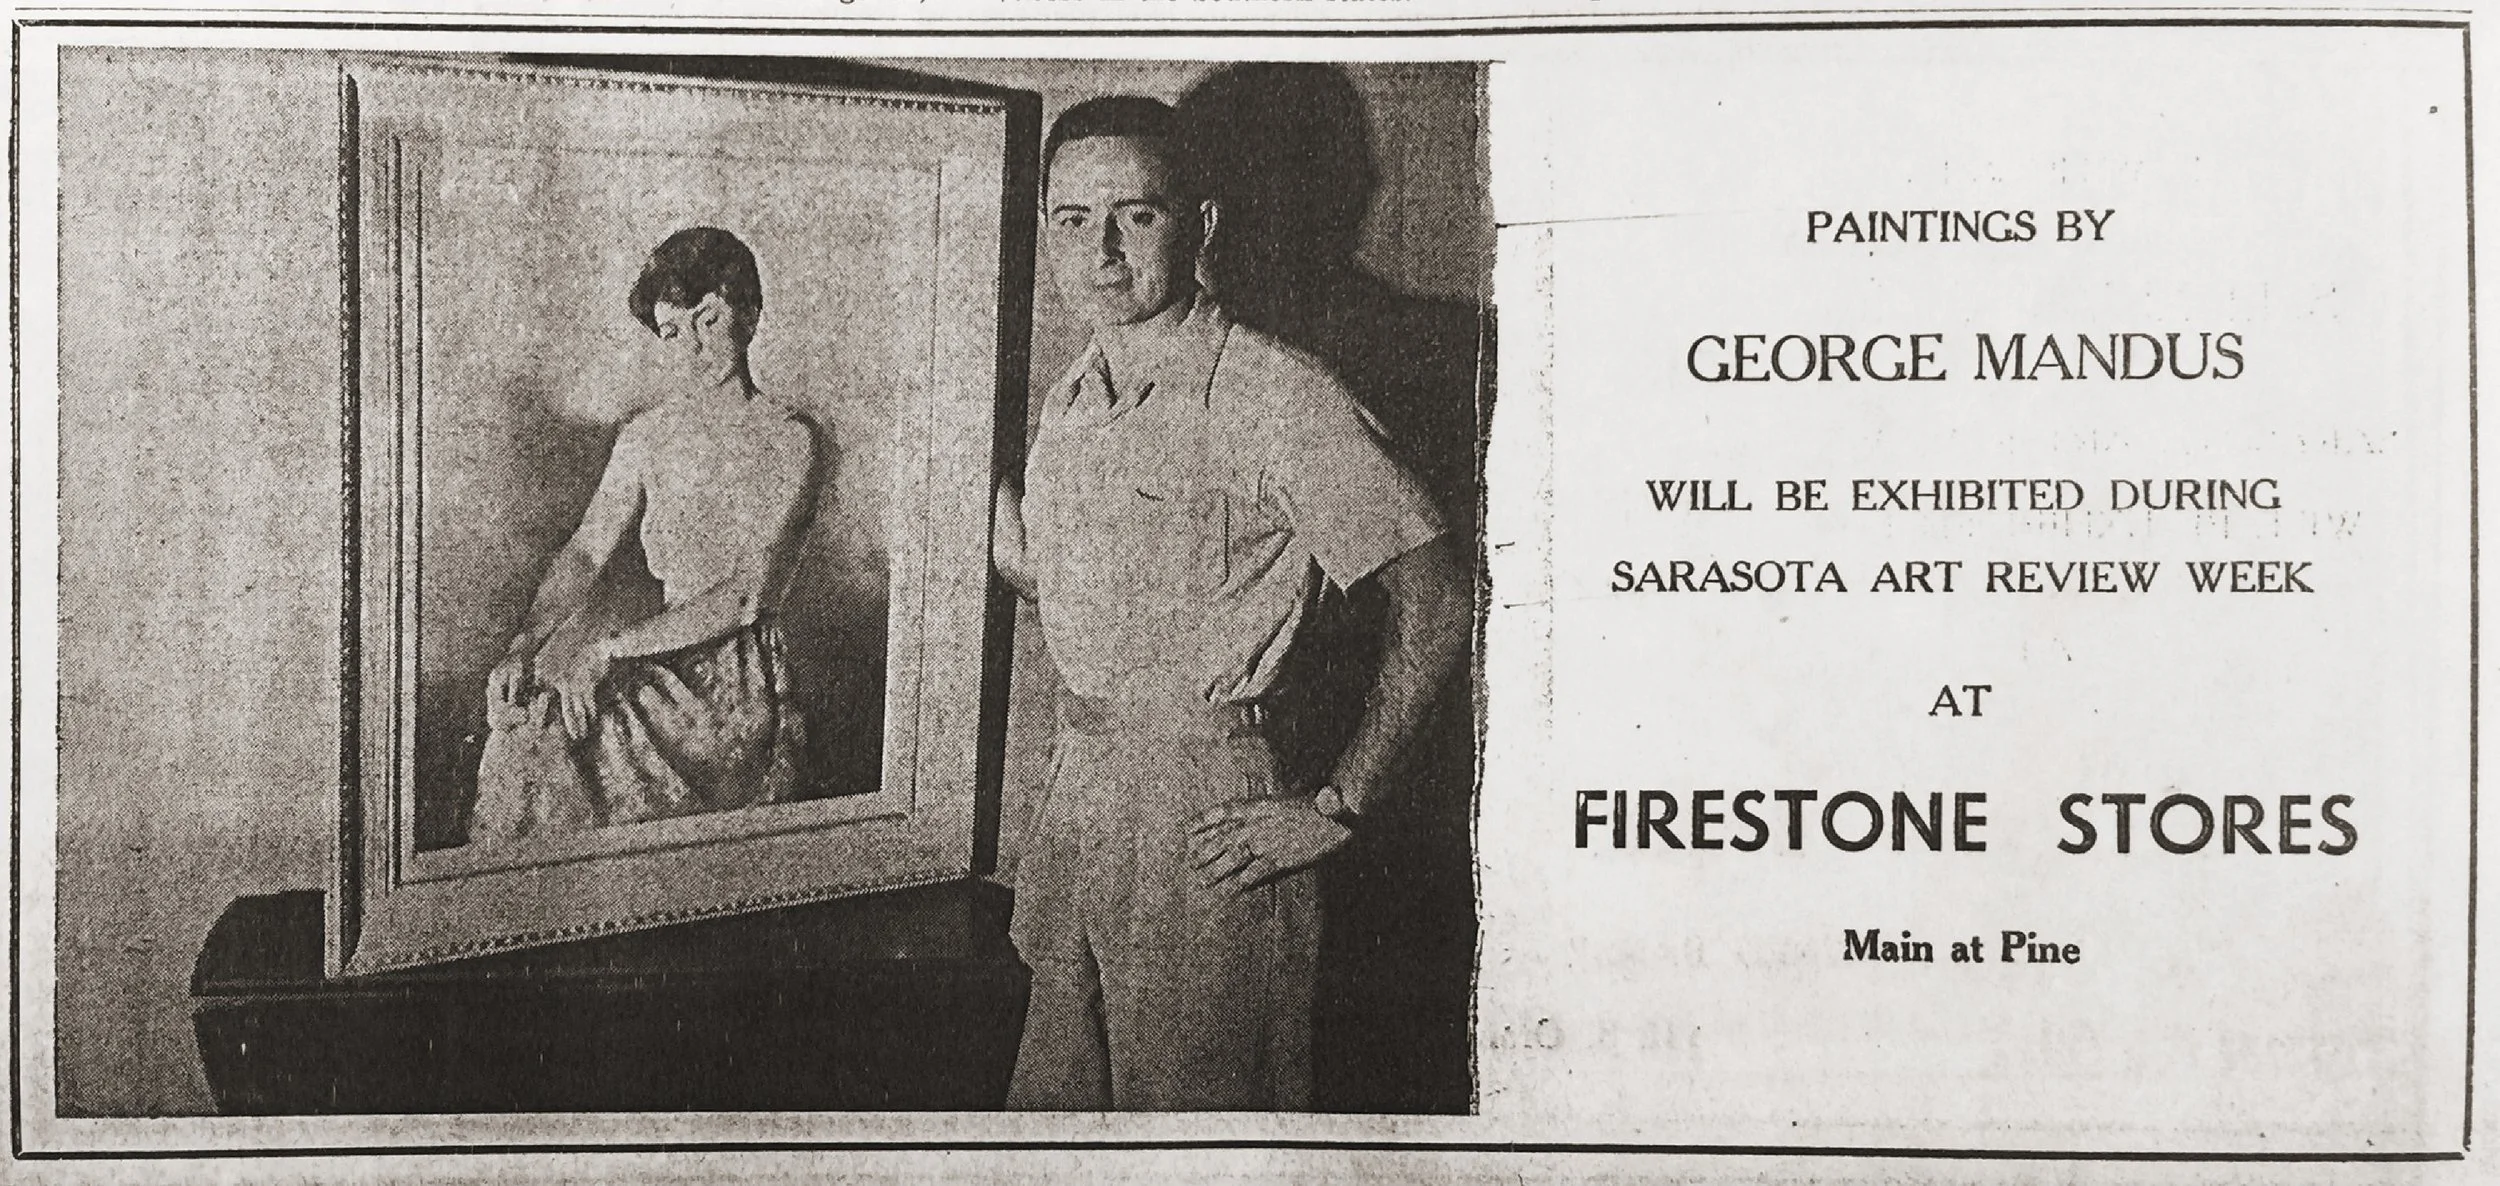 PAINTINGS BY
GEORGE MANDUS
WILL BE EXHIBITED DURING
SARASOTA ART REVIEW WEEK
AT
FIRESTONE STORES
Main at Pine